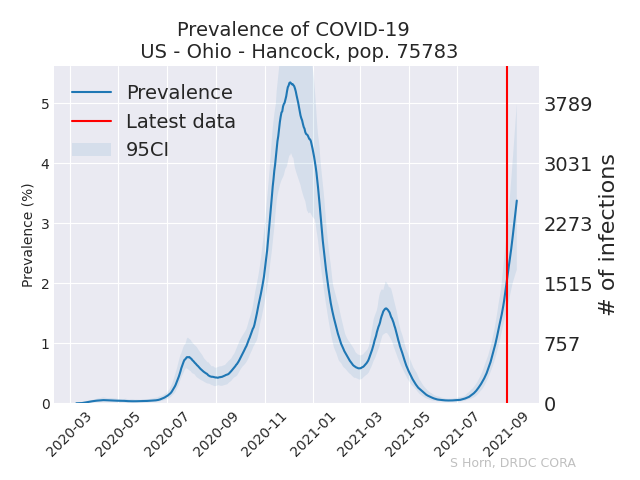 Prevalence of COVID-19
US - Ohio - Hancock, pop. 75783
Prevalence
Latest data
95CI
Prevalence (%)
5
4
3
2
1
0
3789
3031
2273
1515
757
0
# of infections
2020-03
2020-05
2020-07
2020-09
2020-11
2021-01
2021-03
2021-05
2021-07
2021-09
S Horn, DRDC CORA